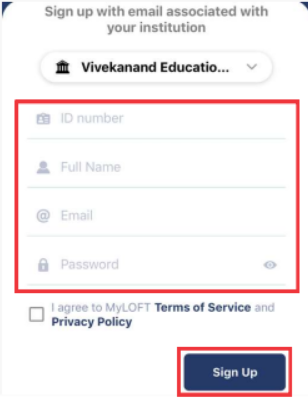 Sign up with email associated with
your institution
Vivekanand Educatio...
ID number
Full Name
@ Email
Password
I agree to MyLOFT Terms of Service and
Privacy Policy
Sign Up